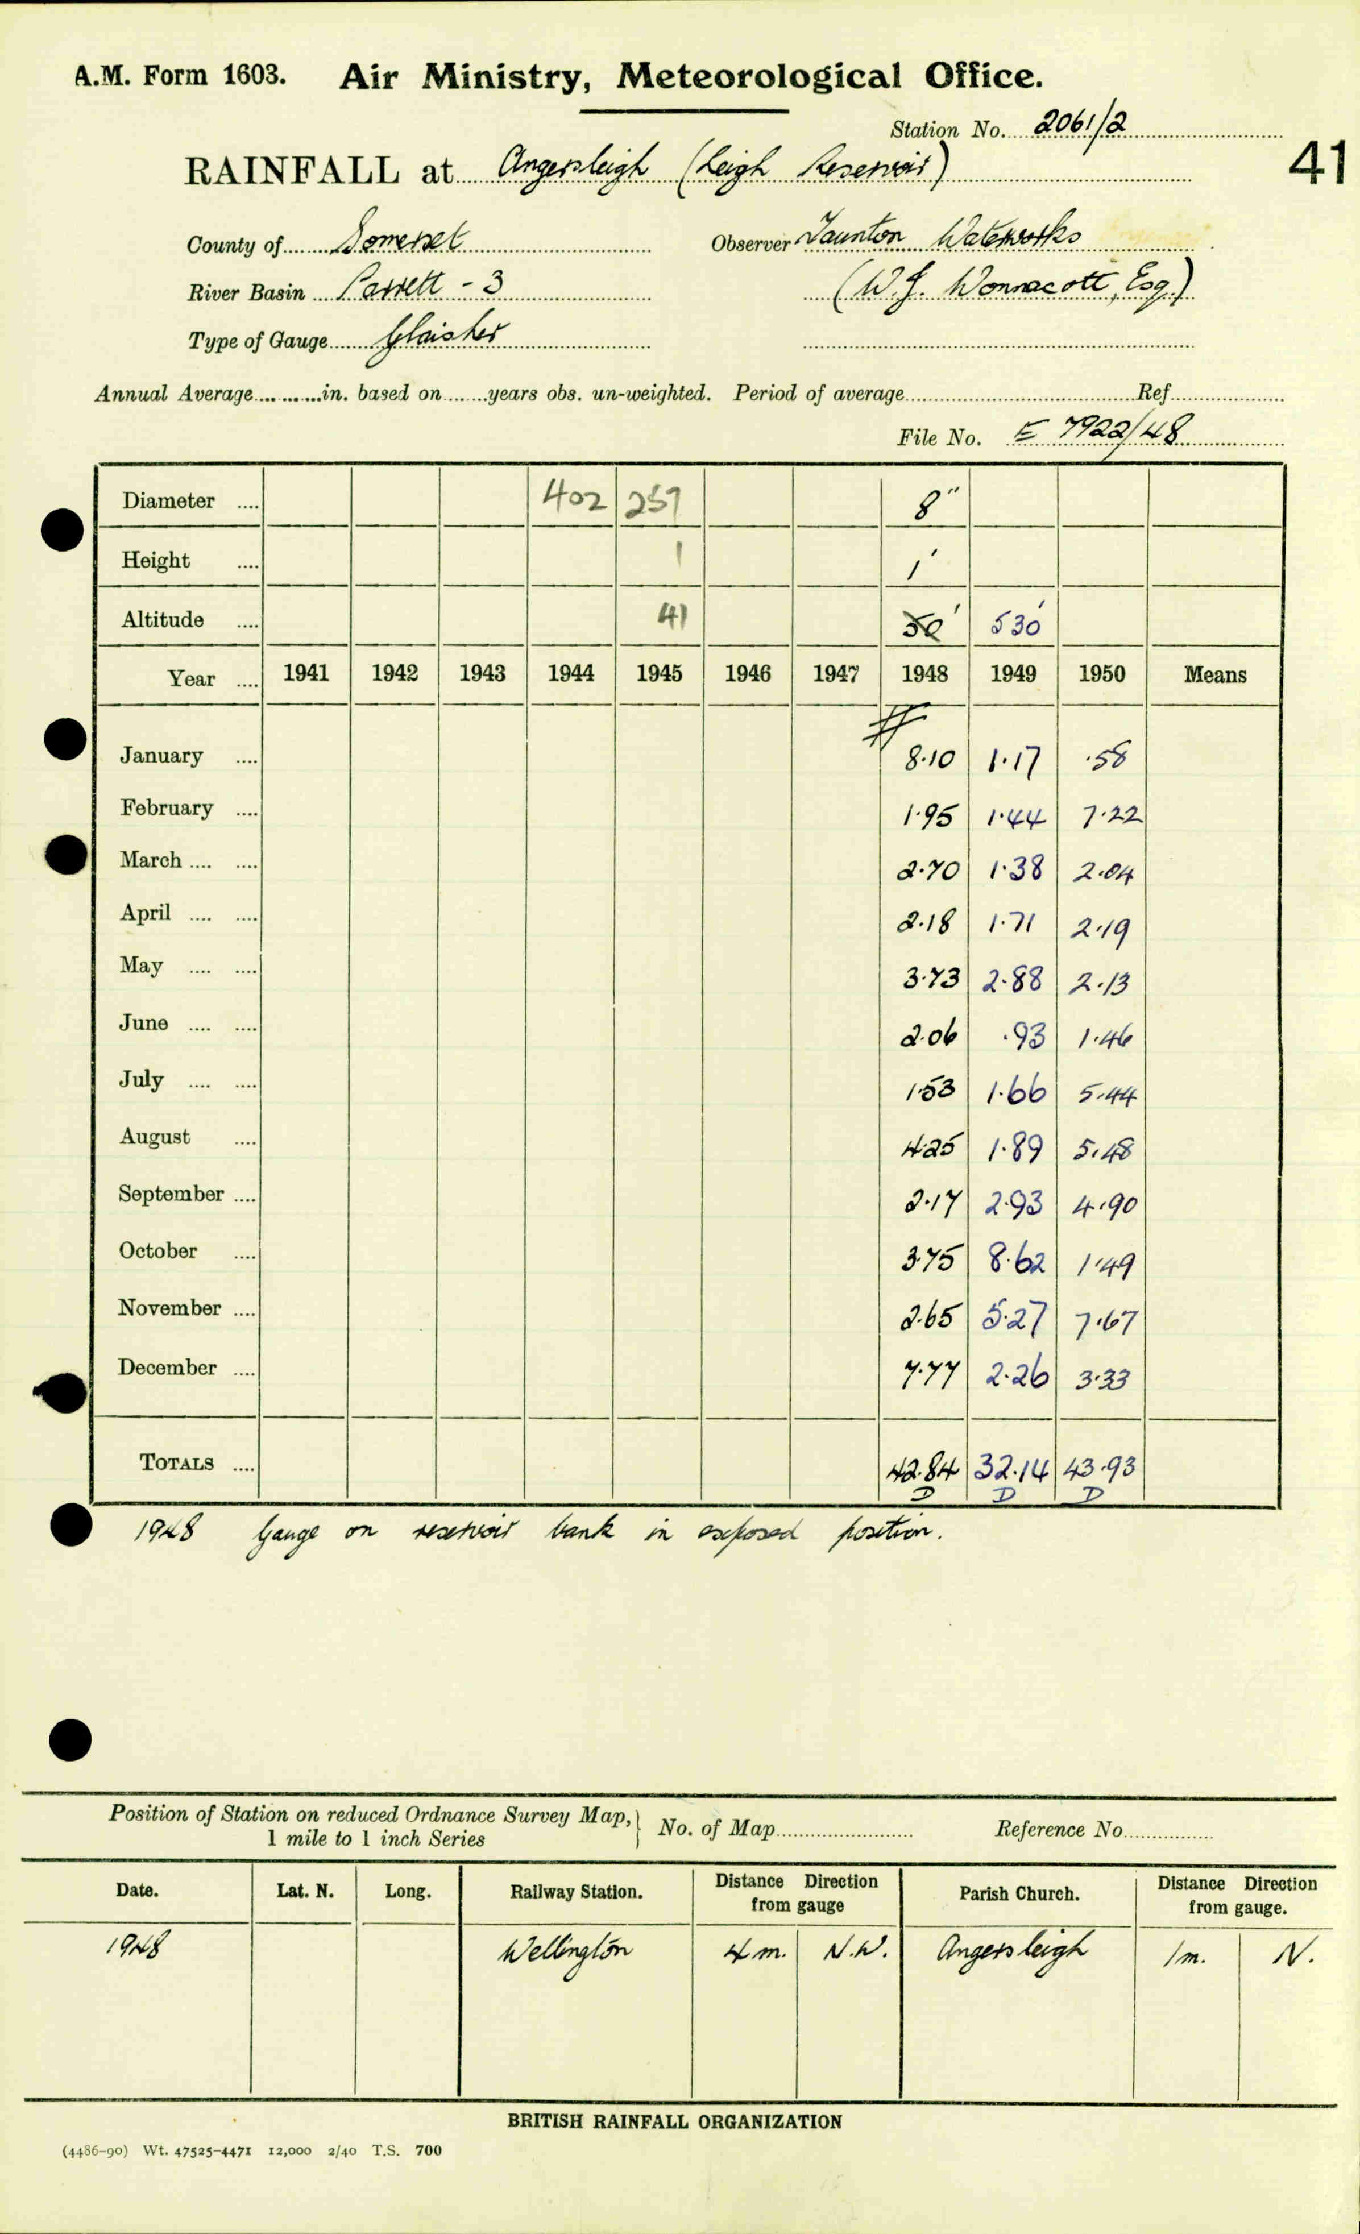 A.M. Form 1603. Air Ministry, Meteorological Office.
Station No. 2061/2
41
RAINFALL at Angersleigh (Leigh Reservoir)
County of Somerset Observer Taunton Waterworks
River Basin Parrett - 3 (W.J. Wonnacott, Esq.)
Type of Gauge Glaisher
Annual Average .......... in. based on ....... years obs. un-weighted. Period of average .......... Ref ..........
File No. E 7922/48
Diameter .... 402 257 8"
Height .... 1 1'
Altitude .... 41 50' 530'
Year .... 1941 1942 1943 1944 1945 1946 1947 1948 1949 1950 Means
#
January .... 8.10 1.17 .58
February .... 1.95 1.44 7.22
March .... .... 2.70 1.38 2.04
April .... .... 2.18 1.71 2.19
May .... .... 3.73 2.88 2.13
June .... .... 2.06 .93 1.46
July .... .... 1.53 1.66 5.44
August .... 4.25 1.89 5.48
September .... 2.17 2.93 4.90
October .... 3.75 8.62 1.49
November .... 2.65 5.27 7.67
December .... 7.77 2.26 3.33
TOTALS .... 42.84 32.14 43.93
D D D
1948 Gauge on reservoir bank in exposed position.
Position of Station on reduced Ordnance Survey Map, } No. of Map .......... Reference No ..........
1 mile to 1 inch Series
Date. Lat. N. Long. Railway Station. Distance Direction from gauge Parish Church. Distance Direction from gauge.
1948 Wellington 4 m. N.W. Angersleigh 1 m. N.
BRITISH RAINFALL ORGANIZATION
(4486-90) Wt. 47525-4471 12,000 2/40 T.S. 700